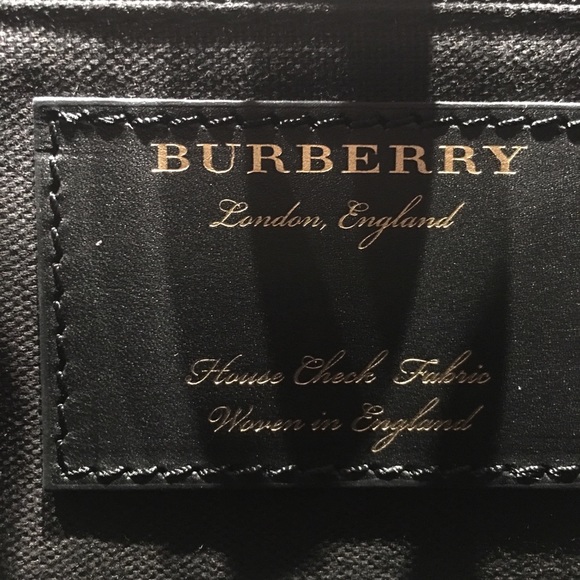 BURBERRY
London, England
House Check Fabric
Woven in England